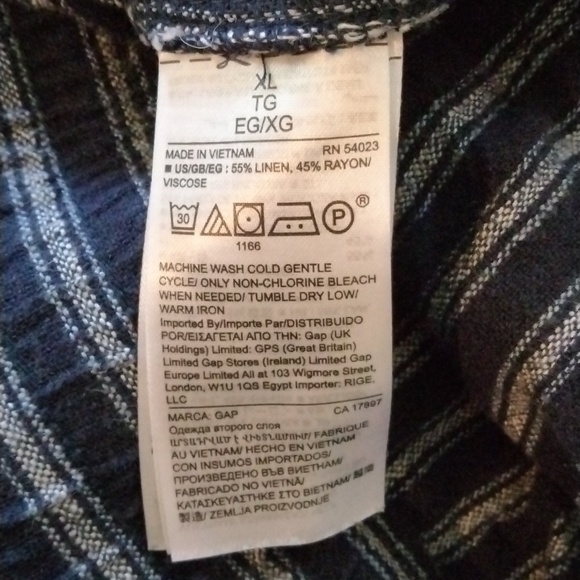 XL
TG
EG/XG
MADE IN VIETNAM RN 54023
■ US/GB/EG : 55% LINEN, 45% RAYON/
VISCOSE
30 P ®
1166
MACHINE WASH COLD GENTLE
CYCLE/ ONLY NON-CHLORINE BLEACH
WHEN NEEDED/ TUMBLE DRY LOW/
WARM IRON
Imported By/Importe Par/DISTRIBUIDO
POR/ΕΙΣΑΓΕΤΑΙ ΑΠΟ ΤΗΝ: Gap (UK
Holdings) Limited: GPS (Great Britain)
Limited Gap Stores (Ireland) Limited Gap
Europe Limited All at 103 Wigmore Street,
London, W1U 1QS Egypt Importer: RIGE,
LLC
MARCA: GAP CA 17897
Одежда второго слоя
FABRIQUE
AU VIETNAM/ HECHO EN VIETNAM
CON INSUMOS IMPORTADOS/
ПРОИЗВЕДЕНО ВЪВ ВИЕТНАМ/
FABRICADO NO VIETNÃ/
ΚΑΤΑΣΚΕΥΑΣΤΗΚΕ ΣΤΟ ΒΙΕΤΝΑΜ/
製造/ ZEMLJA PROIZVODNJE